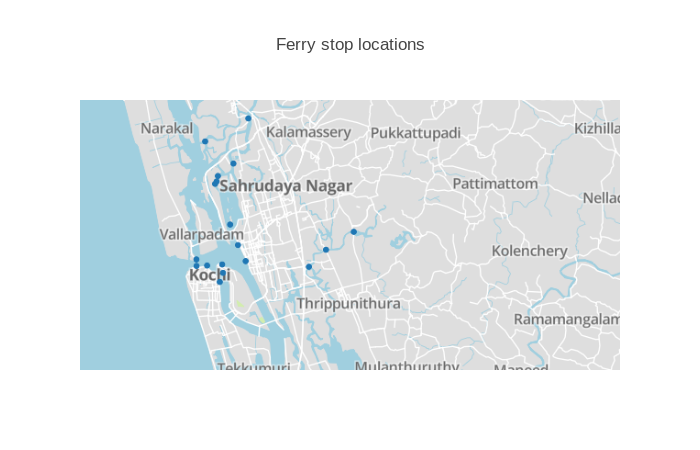 Ferry stop locations
Narakal
Kalamassery
Pukkattupadi
Kizhilla
Sahrudaya Nagar
Pattimattom
Nellad
Vallarpadam
Kolenchery
Kochi
Thrippunithura
Ramamangalam
Tekkumuri
Mulanthuruthy
Maneed